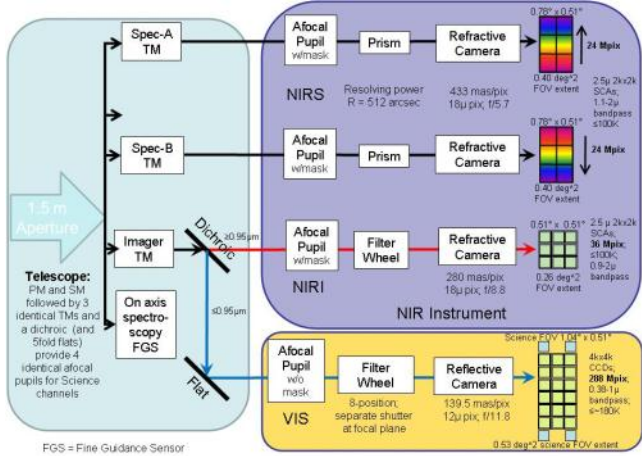 Spec-A
TM
Spec-B
TM
1.5 m
Aperture
Imager
TM
Telescope:
PM and SM
followed by 3
identical TMs and
a dichroic (and
5fold flats)
provide 4
identical afocal
pupils for Science
channels
On axis
spectro-
scopy
FGS
Dichroic
≥0.95µm
≤0.95µm
Flat
FGS = Fine Guidance Sensor
Afocal
Pupil
w/mask
Prism
Refractive
Camera
NIRS
Resolving power
R = 512 arcsec
433 mas/pix
18µ pix; f/5.7
0.78° x 0.51°
24 Mpix
0.40 deg^2
FOV extent
2.5µ 2kx2k
SCAs;
1.1-2µ
bandpass
≤100K
Afocal
Pupil
w/mask
Prism
Refractive
Camera
0.78° x 0.51°
24 Mpix
0.40 deg^2
FOV extent
Afocal
Pupil
w/mask
Filter
Wheel
Refractive
Camera
NIRI
280 mas/pix
18µ pix; f/8.8
0.51° x 0.51°
0.26 deg^2
FOV extent
2.5 µ 2kx2k
SCAs;
36 Mpix;
≤100K;
0.9-2µ
bandpass
NIR Instrument
Afocal
Pupil
w/o
mask
Filter
Wheel
Reflective
Camera
VIS
8-position;
separate shutter
at focal plane
139.5 mas/pix
12µ pix; f/11.8
Science FOV 1.04° x 0.51°
4kx4k
CCDs;
288 Mpix;
0.38-1µ
bandpass;
≤~180K
0.53 deg^2 science FOV extent